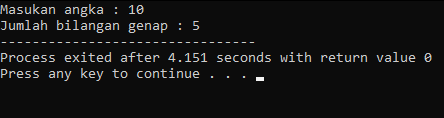 Masukan angka : 10
Jumlah bilangan genap : 5
--------------------------------
Process exited after 4.151 seconds with return value 0
Press any key to continue . . .